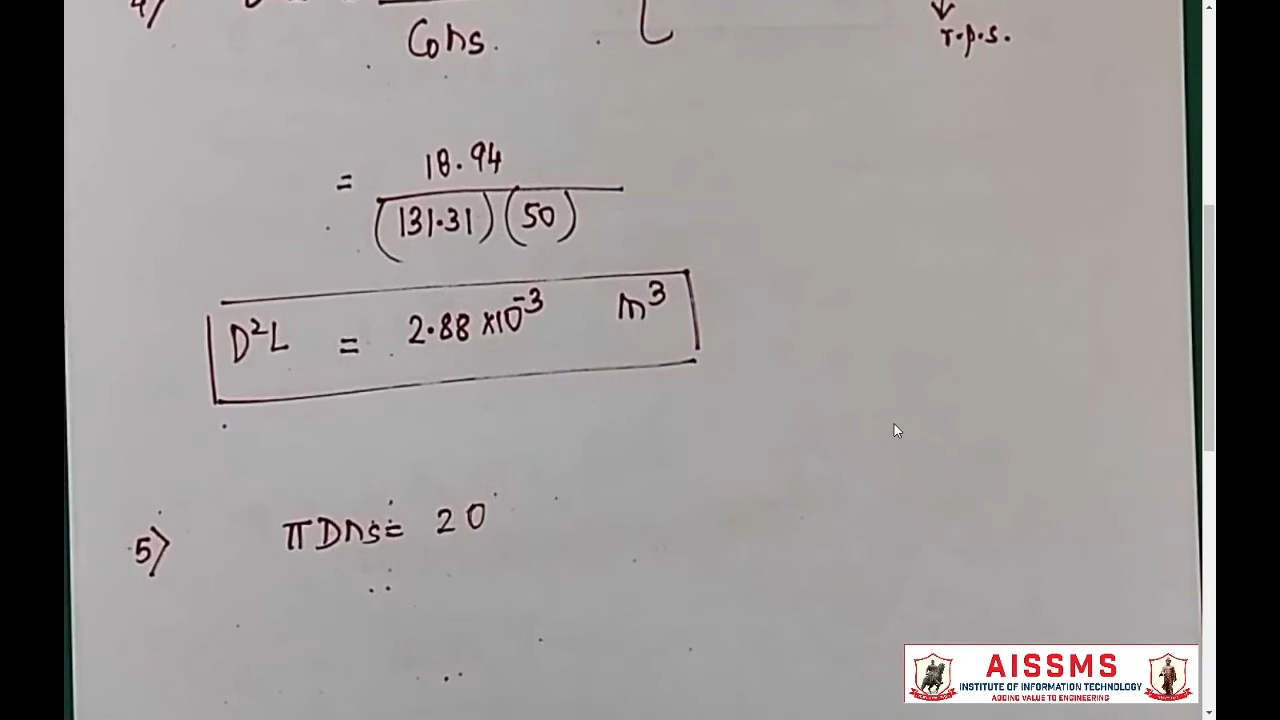 4)
Cons.
r.p.s.
= 18.94
(131.31) (50)
D²L = 2.88 × 10⁻³ m³
5) πDns = 20
AISSMS
INSTITUTE OF INFORMATION TECHNOLOGY
ADDING VALUE TO ENGINEERING